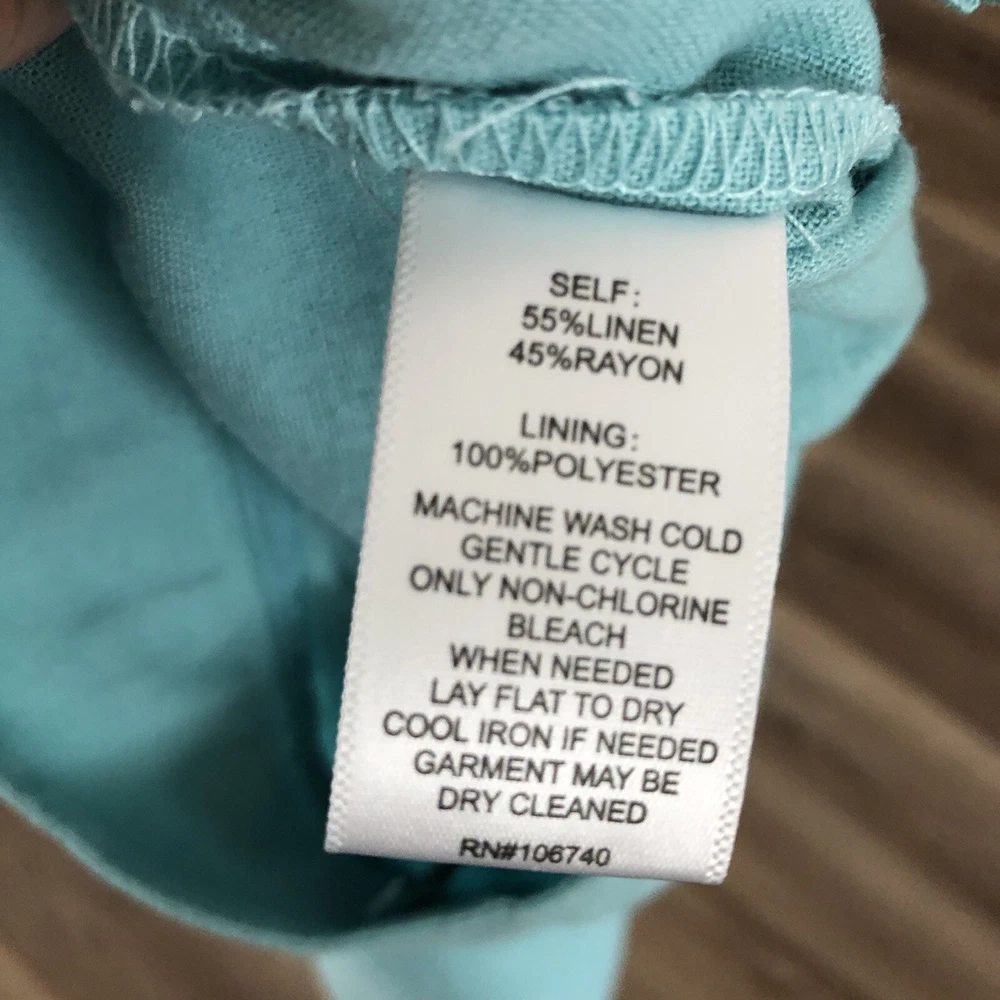 SELF:
55%LINEN
45%RAYON
LINING:
100%POLYESTER
MACHINE WASH COLD
GENTLE CYCLE
ONLY NON-CHLORINE
BLEACH
WHEN NEEDED
LAY FLAT TO DRY
COOL IRON IF NEEDED
GARMENT MAY BE
DRY CLEANED
RN#106740